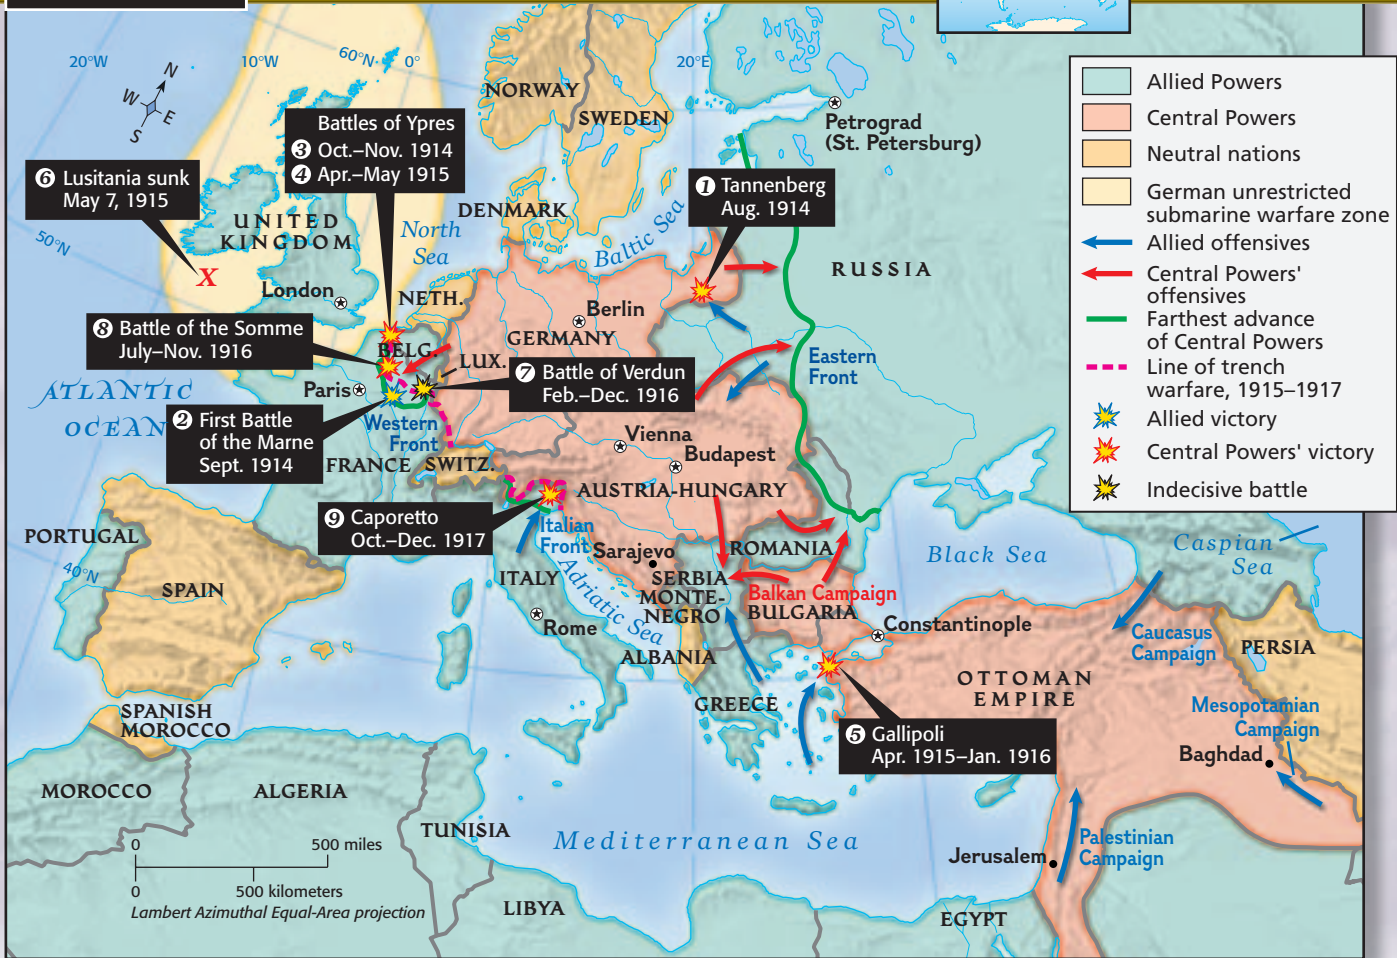 20°W
10°W
60°N
0°
20°E
N
W
E
S
50°N
40°N
Allied Powers
Central Powers
Neutral nations
German unrestricted
submarine warfare zone
Allied offensives
Central Powers'
offensives
Farthest advance
of Central Powers
Line of trench
warfare, 1915–1917
Allied victory
Central Powers' victory
Indecisive battle
Battles of Ypres
3 Oct.–Nov. 1914
4 Apr.–May 1915
6 Lusitania sunk
May 7, 1915
X
1 Tannenberg
Aug. 1914
8 Battle of the Somme
July–Nov. 1916
7 Battle of Verdun
Feb.–Dec. 1916
2 First Battle
of the Marne
Sept. 1914
9 Caporetto
Oct.–Dec. 1917
5 Gallipoli
Apr. 1915–Jan. 1916
NORWAY
SWEDEN
Petrograd
(St. Petersburg)
DENMARK
North
Sea
Baltic Sea
UNITED
KINGDOM
London
NETH.
Berlin
GERMANY
RUSSIA
BELG.
LUX.
Paris
Eastern
Front
ATLANTIC
OCEAN
Western
Front
FRANCE
SWITZ.
Vienna
Budapest
AUSTRIA-HUNGARY
Italian
Front
Sarajevo
ROMANIA
Black Sea
Caspian
Sea
PORTUGAL
SPAIN
ITALY
Adriatic Sea
SERBIA
MONTE-
NEGRO
Balkan Campaign
BULGARIA
Rome
Constantinople
Caucasus
Campaign
PERSIA
ALBANIA
GREECE
OTTOMAN
EMPIRE
Mesopotamian
Campaign
Baghdad
SPANISH
MOROCCO
MOROCCO
ALGERIA
TUNISIA
Mediterranean Sea
Jerusalem
Palestinian
Campaign
LIBYA
EGYPT
0 500 miles
0 500 kilometers
Lambert Azimuthal Equal-Area projection